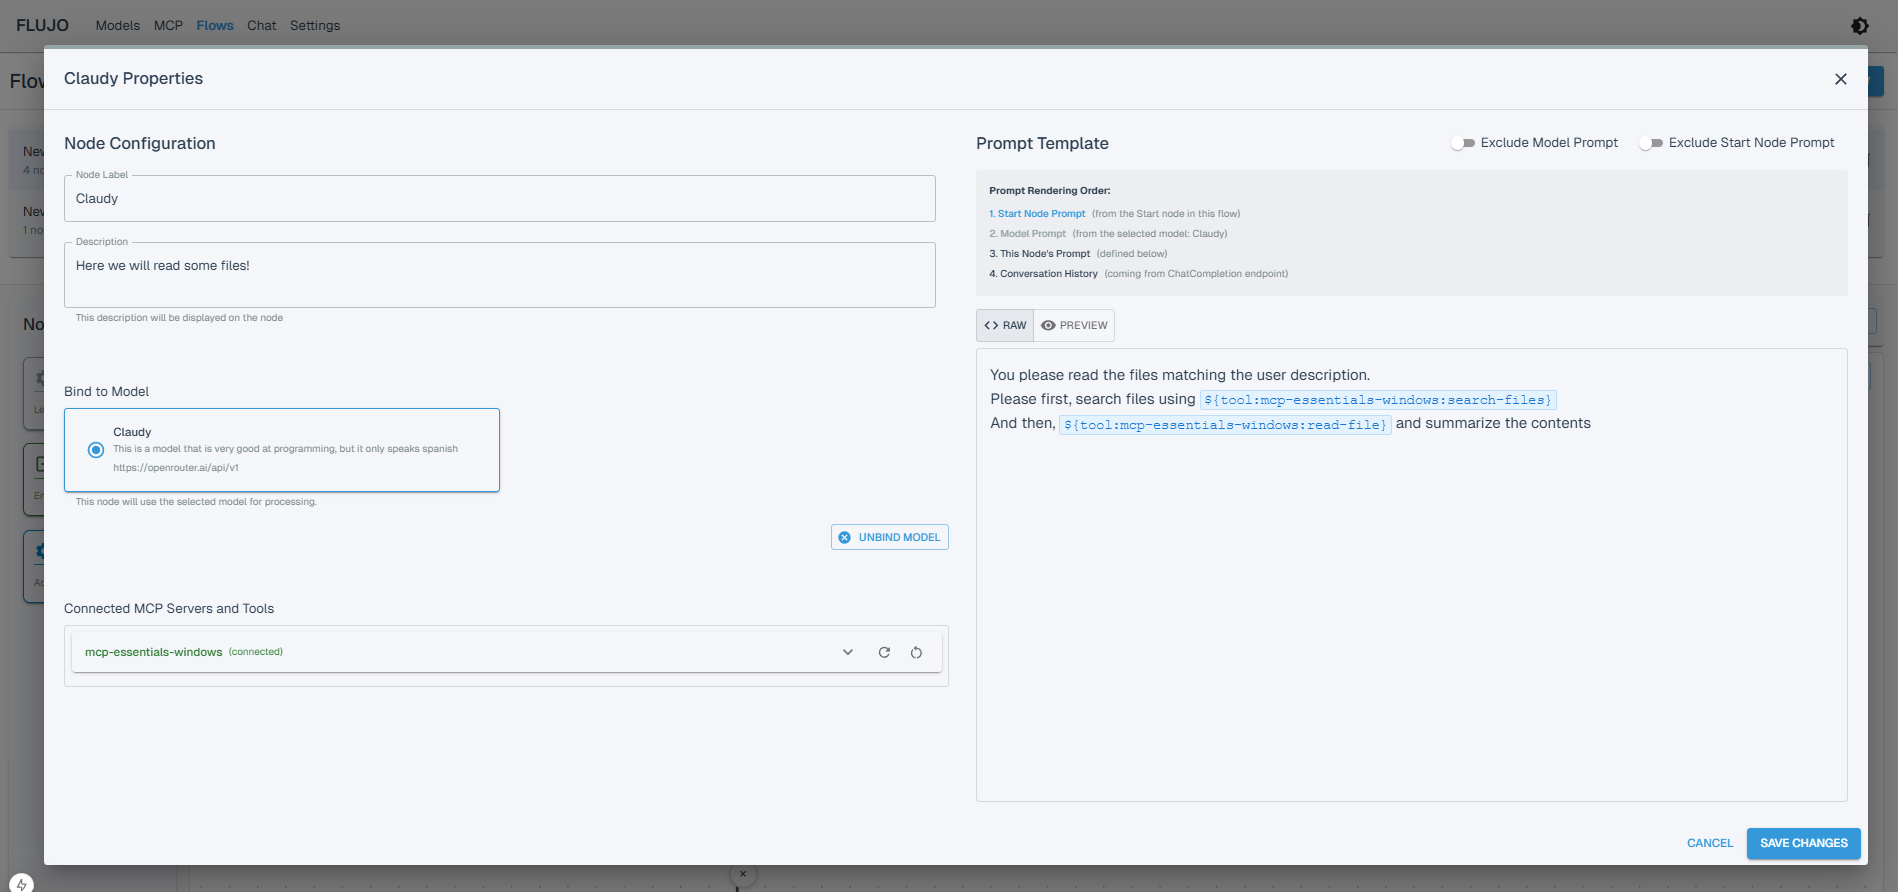 FLUJO
Models MCP Flows Chat Settings
Claudy Properties
Node Configuration
Node Label
Claudy
Description
Here we will read some files!
This description will be displayed on the node
Bind to Model
Claudy
This is a model that is very good at programming, but it only speaks spanish
https://openrouter.ai/api/v1
This node will use the selected model for processing.
UNBIND MODEL
Connected MCP Servers and Tools
mcp-essentials-windows (connected)
Prompt Template
Exclude Model Prompt
Exclude Start Node Prompt
Prompt Rendering Order:
1. Start Node Prompt (from the Start node in this flow)
2. Model Prompt (from the selected model: Claudy)
3. This Node's Prompt (defined below)
4. Conversation History (coming from ChatCompletion endpoint)
RAW PREVIEW
You please read the files matching the user description.
Please first, search files using ${tool:mcp-essentials-windows:search-files}
And then, ${tool:mcp-essentials-windows:read-file} and summarize the contents
CANCEL SAVE CHANGES